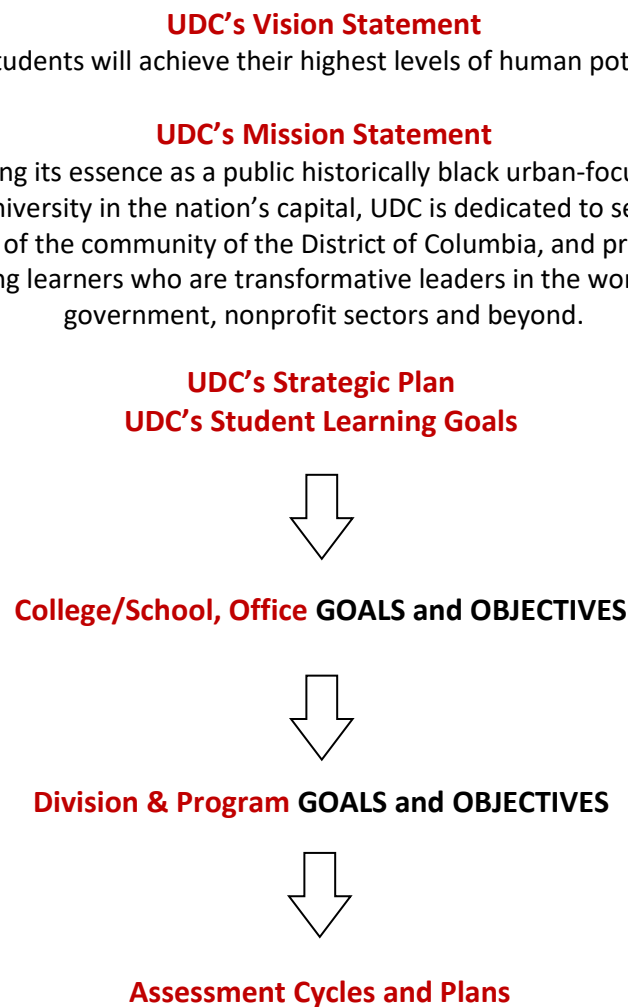 UDC’s Vision Statement
tudents will achieve their highest levels of human pot
UDC’s Mission Statement
ng its essence as a public historically black urban-focu
niversity in the nation’s capital, UDC is dedicated to se
of the community of the District of Columbia, and pr
ng learners who are transformative leaders in the wor
government, nonprofit sectors and beyond.
UDC’s Strategic Plan
UDC’s Student Learning Goals
College/School, Office GOALS and OBJECTIVES
Division & Program GOALS and OBJECTIVES
Assessment Cycles and Plans